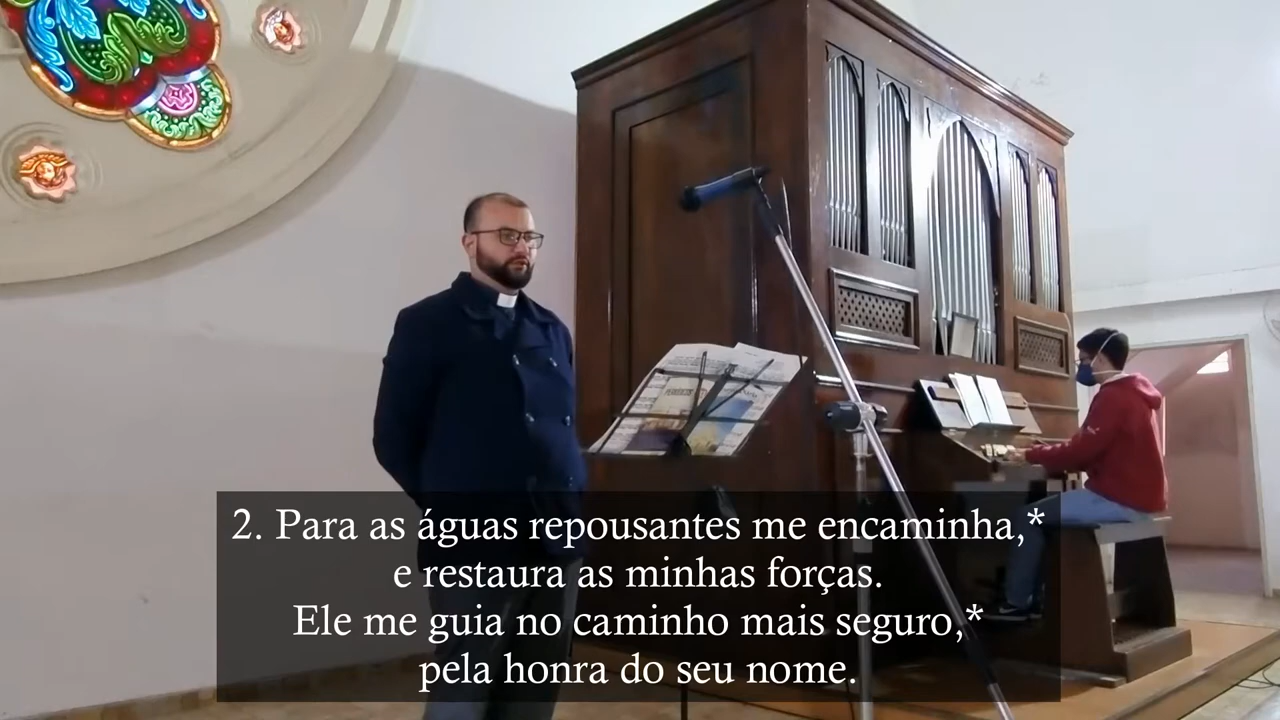 2. Para as águas repousantes me encaminha,*
e restaura as minhas forças.
Ele me guia no caminho mais seguro,*
pela honra do seu nome.